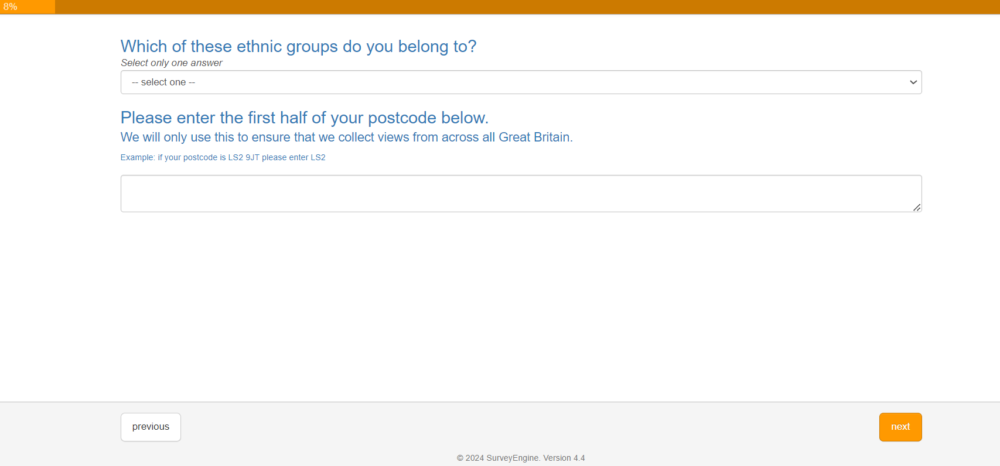 8%
Which of these ethnic groups do you belong to?
Select only one answer
-- select one --
Please enter the first half of your postcode below.
We will only use this to ensure that we collect views from across all Great Britain.
Example: if your postcode is LS2 9JT please enter LS2
previous
next
© 2024 SurveyEngine. Version 4.4